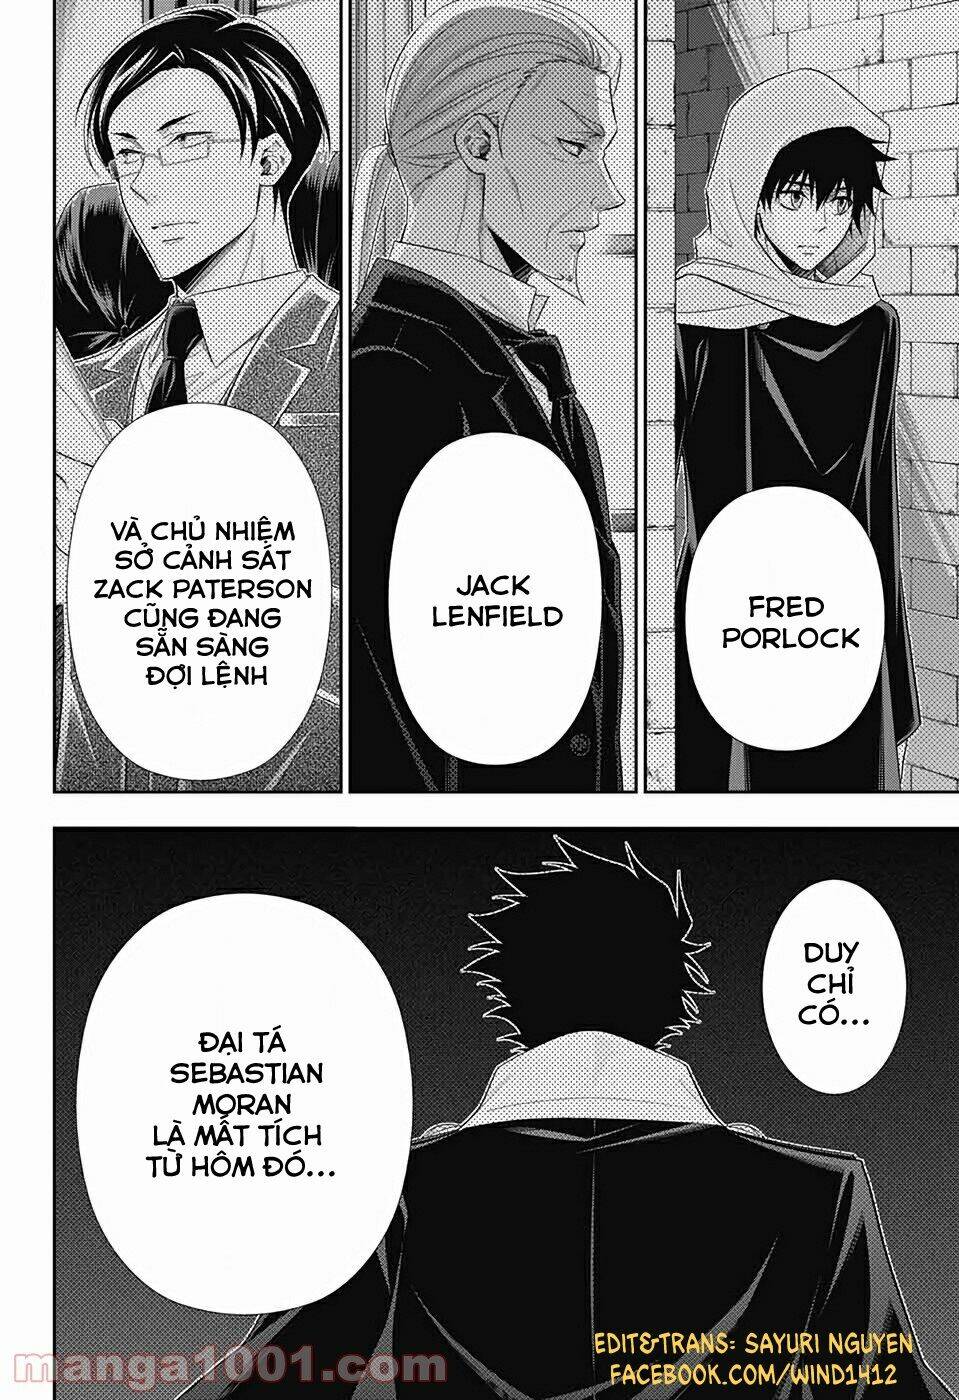 FRED
PORLOCK
JACK
LENFIELD
VÀ CHỦ NHIỆM
SỞ CẢNH SÁT
ZACK PATERSON
CŨNG ĐANG
SẴN SÀNG
ĐỢI LỆNH
DUY
CHỈ
CÓ...
ĐẠI TÁ
SEBASTIAN
MORAN
LÀ MẤT TÍCH
TỪ HÔM ĐÓ...
EDIT&TRANS: SAYURI NGUYEN
FACEBOOK.COM/WIND1412
manga1001.com